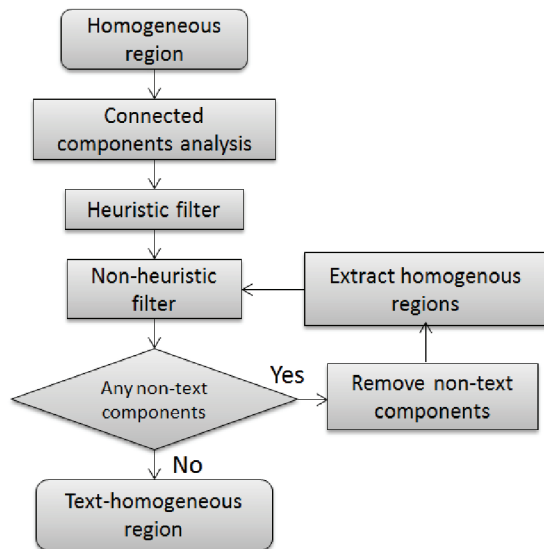 Homogeneous
region
Connected
components analysis
Heuristic filter
Non-heuristic
filter
Extract homogenous
regions
Any non-text
components
Yes
Remove non-text
components
No
Text-homogeneous
region